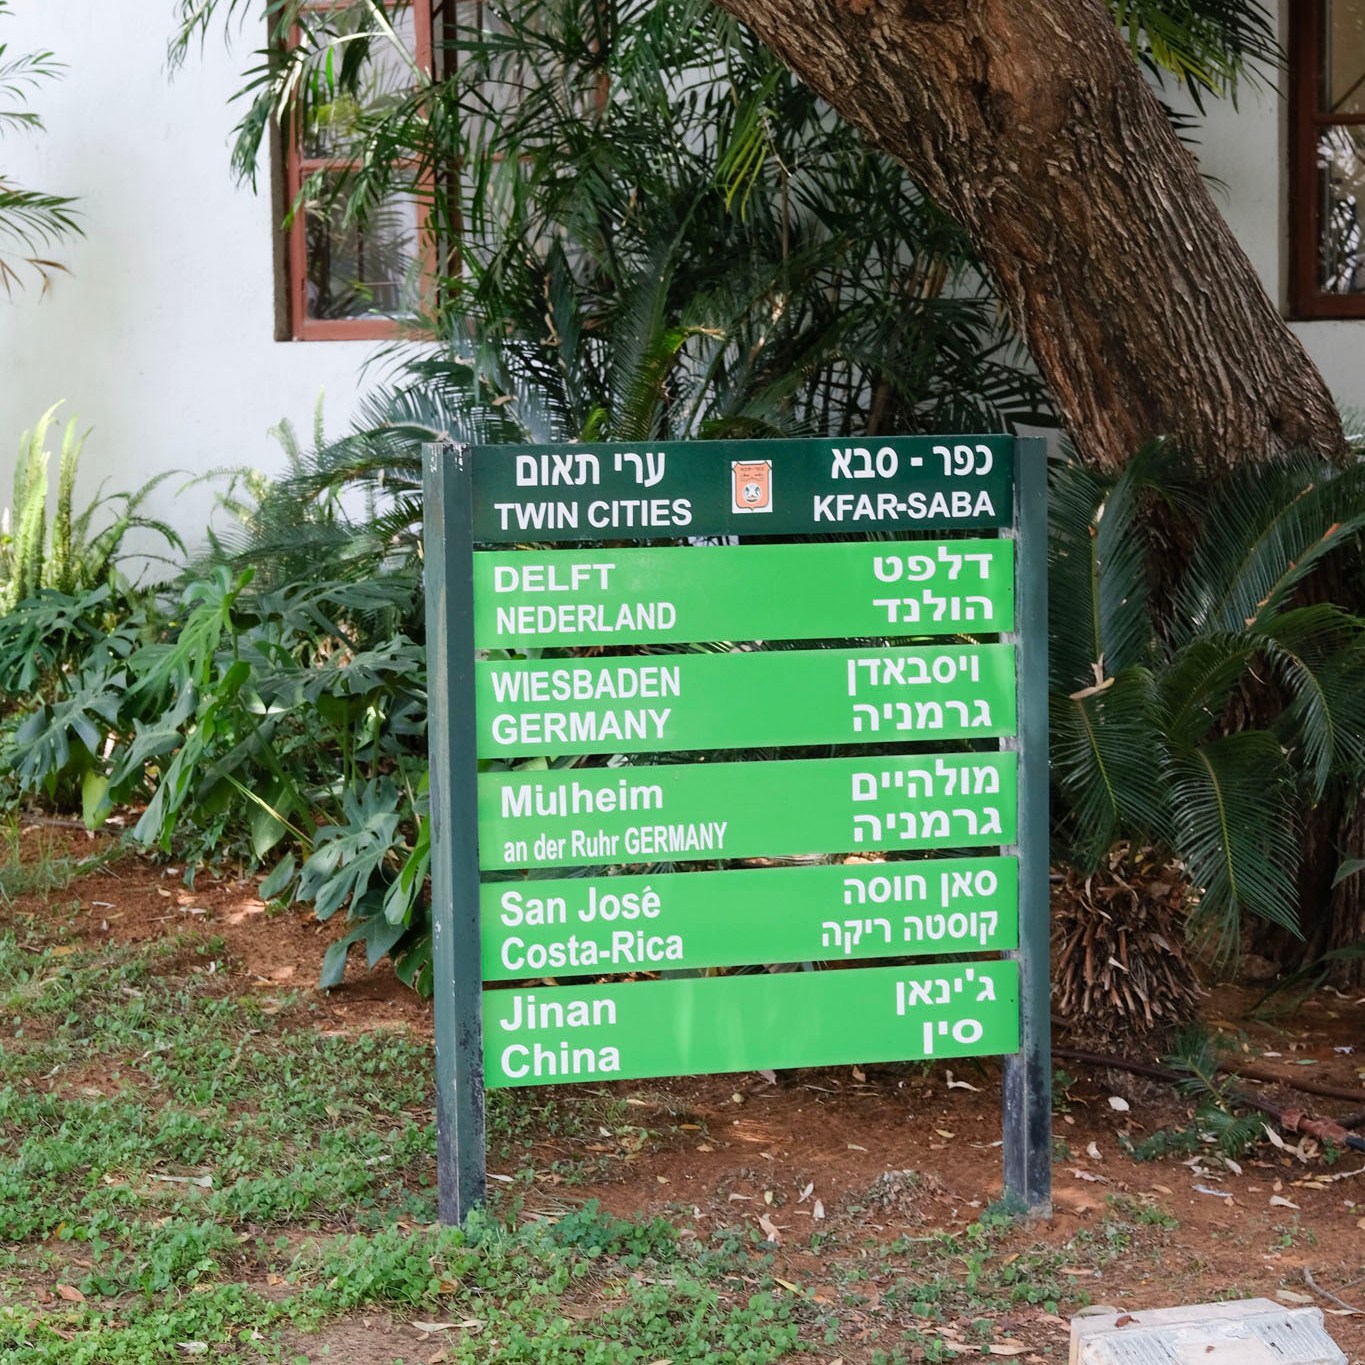 ערי תאום
TWIN CITIES
כפר - סבא
KFAR-SABA
DELFT
NEDERLAND
דלפט
הולנד
WIESBADEN
GERMANY
ויסבאדן
גרמניה
Mülheim
an der Ruhr GERMANY
מולהיים
גרמניה
San José
Costa-Rica
סאן חוסה
קוסטה ריקה
Jinan
China
ג'ינאן
סין